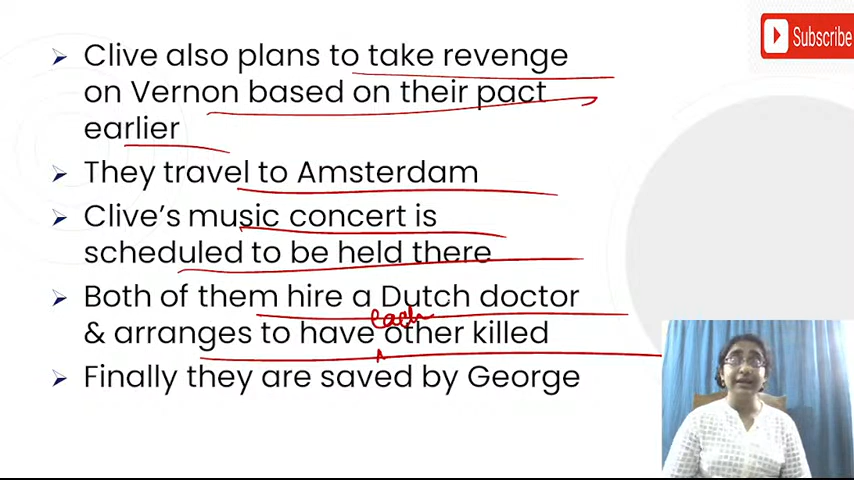 Subscribe
Clive also plans to take revenge
on Vernon based on their pact
earlier
They travel to Amsterdam
Clive's music concert is
scheduled to be held there
Both of them hire a Dutch doctor
each
& arranges to have other killed
Finally they are saved by George